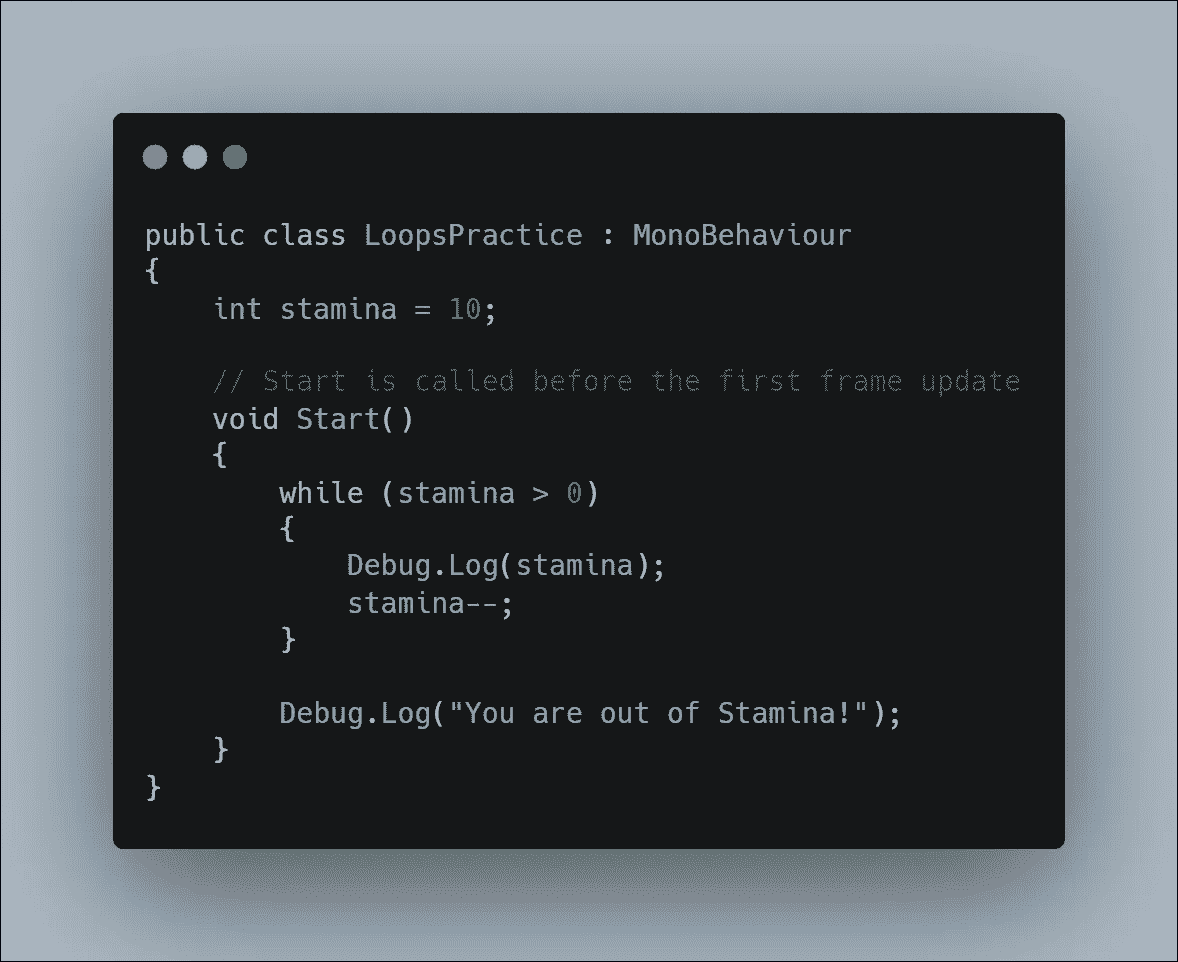 public class LoopsPractice : MonoBehaviour
{
    int stamina = 10;

    // Start is called before the first frame update
    void Start()
    {
        while (stamina > 0)
        {
            Debug.Log(stamina);
            stamina--;
        }

        Debug.Log("You are out of Stamina!");
    }
}